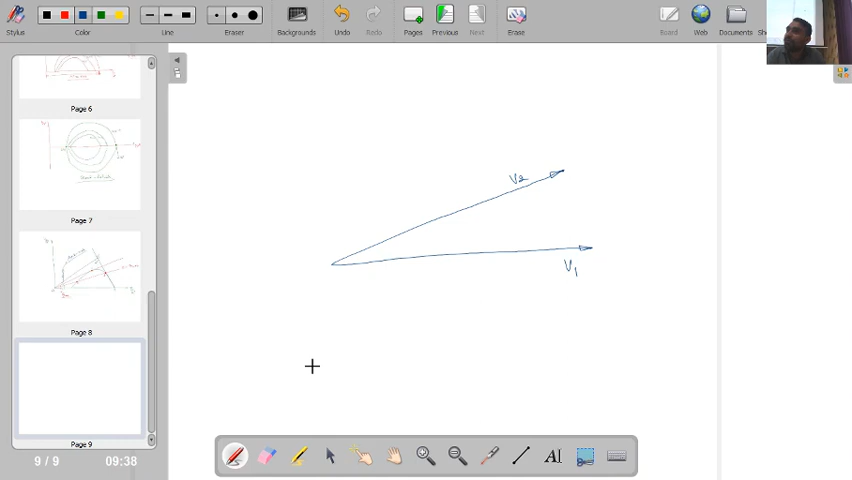 Stylus
Color
Line
Eraser
Backgrounds
Undo
Redo
Pages
Previous
Next
Erase
Board
Web
Documents
Page 6
Page 7
Page 8
Page 9
9 / 9
09:38
V2
V1
AI